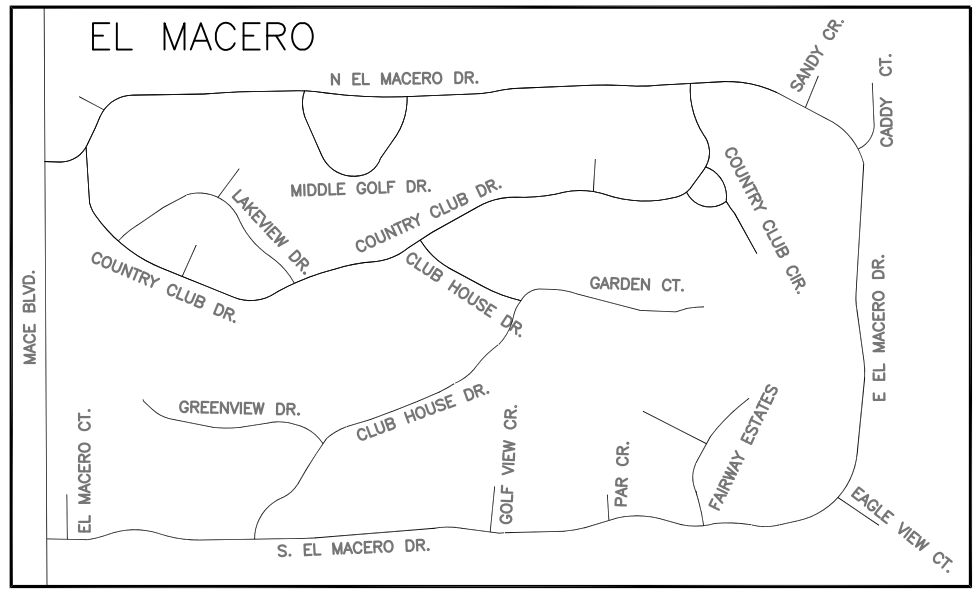 EL MACERO
N EL MACERO DR.
SANDY CR.
CADDY CT.
MIDDLE GOLF DR.
COUNTRY CLUB DR.
COUNTRY CLUB CIR.
LAKEVIEW DR.
COUNTRY CLUB DR.
CLUB HOUSE DR.
GARDEN CT.
MACE BLVD.
E EL MACERO DR.
GREENVIEW DR.
CLUB HOUSE DR.
EL MACERO CT.
GOLF VIEW CR.
PAR CR.
FAIRWAY ESTATES
EAGLE VIEW CT.
S. EL MACERO DR.